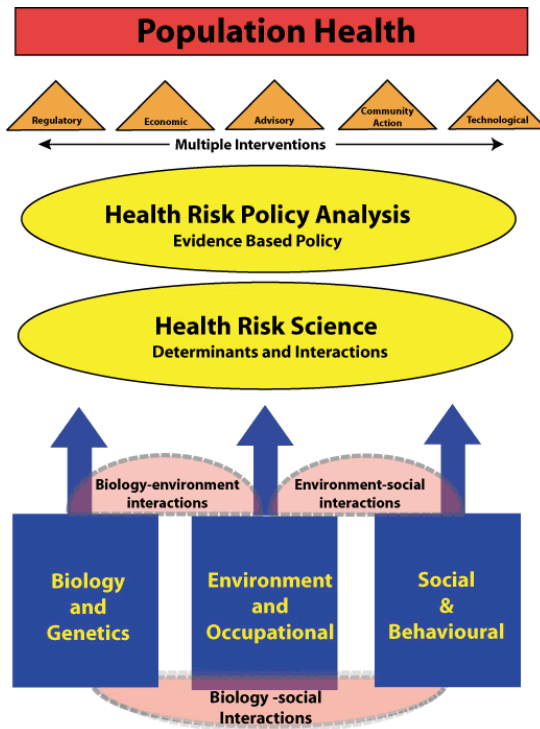 Population Health
Regulatory
Economic
Advisory
Community
Action
Technological
Multiple Interventions
Health Risk Policy Analysis
Evidence Based Policy
Health Risk Science
Determinants and Interactions
Biology-environment
interactions
Environment-social
interactions
Biology
and
Genetics
Environment
and
Occupational
Social
&
Behavioural
Biology -social
Interactions